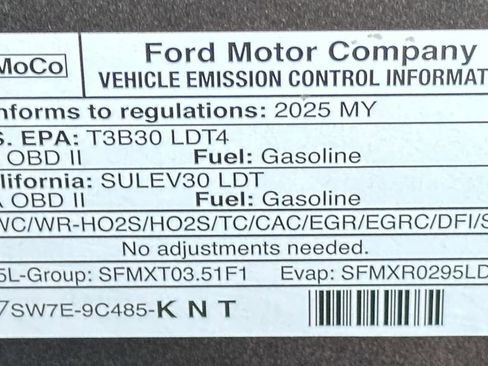 MoCo
Ford Motor Company
VEHICLE EMISSION CONTROL INFORMAT
nforms to regulations: 2025 MY
S. EPA: T3B30 LDT4
OBD II Fuel: Gasoline
alifornia: SULEV30 LDT
A OBD II Fuel: Gasoline
WC/WR-HO2S/HO2S/TC/CAC/EGR/EGRC/DFI/S
No adjustments needed.
5L-Group: SFMXT03.51F1 Evap: SFMXR0295LD
7SW7E-9C485-K N T